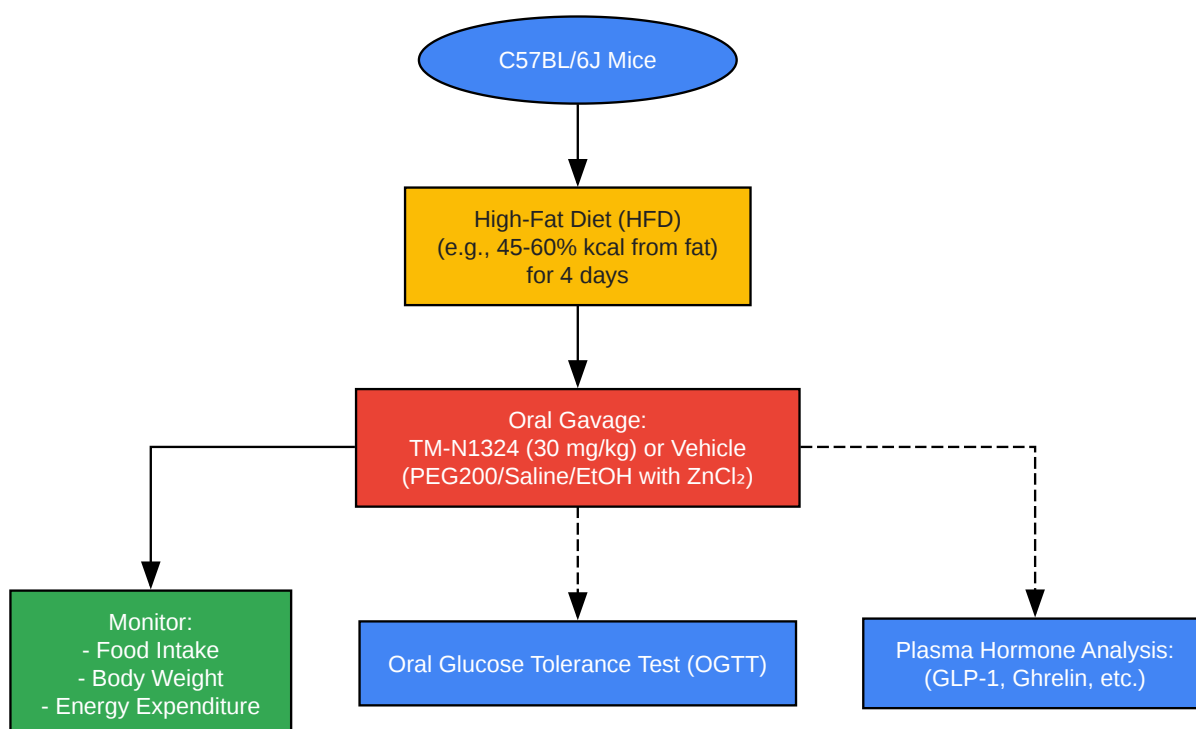 C57BL/6J Mice
High-Fat Diet (HFD)
(e.g., 45-60% kcal from fat)
for 4 days
Oral Gavage:
TM-N1324 (30 mg/kg) or Vehicle
(PEG200/Saline/EtOH with ZnCl₂)
Monitor:
- Food Intake
- Body Weight
- Energy Expenditure
Oral Glucose Tolerance Test (OGTT)
Plasma Hormone Analysis:
(GLP-1, Ghrelin, etc.)